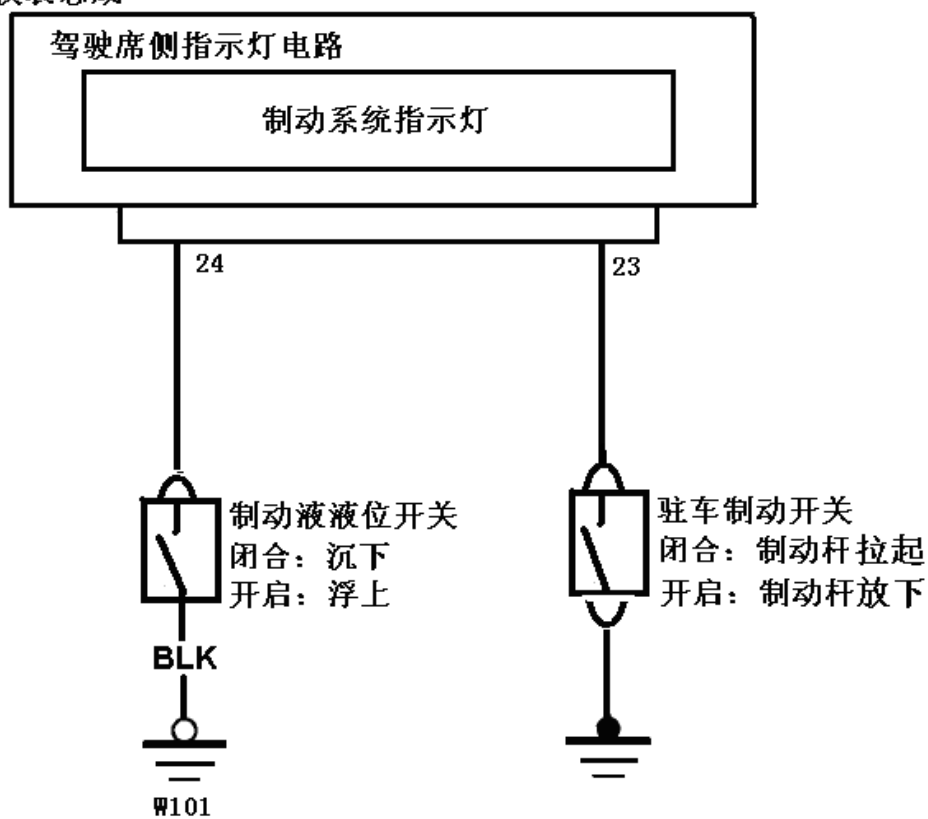 驾驶席侧指示灯电路
制动系统指示灯
24
23
制动液液位开关
闭合：沉下
开启：浮上
驻车制动开关
闭合：制动杆拉起
开启：制动杆放下
BLK
W101